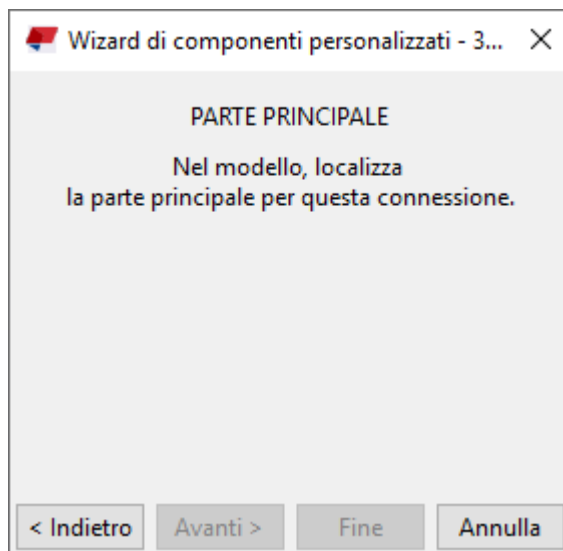 Wizard di componenti personalizzati - 3...
PARTE PRINCIPALE
Nel modello, localizza
la parte principale per questa connessione.
< Indietro
Avanti >
Fine
Annulla